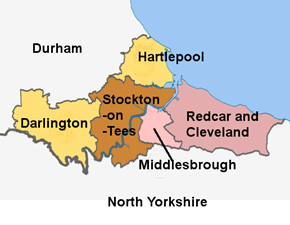 Durham
Hartlepool
Stockton
-on
-Tees
Darlington
Redcar and
Cleveland
Middlesbrough
North Yorkshire